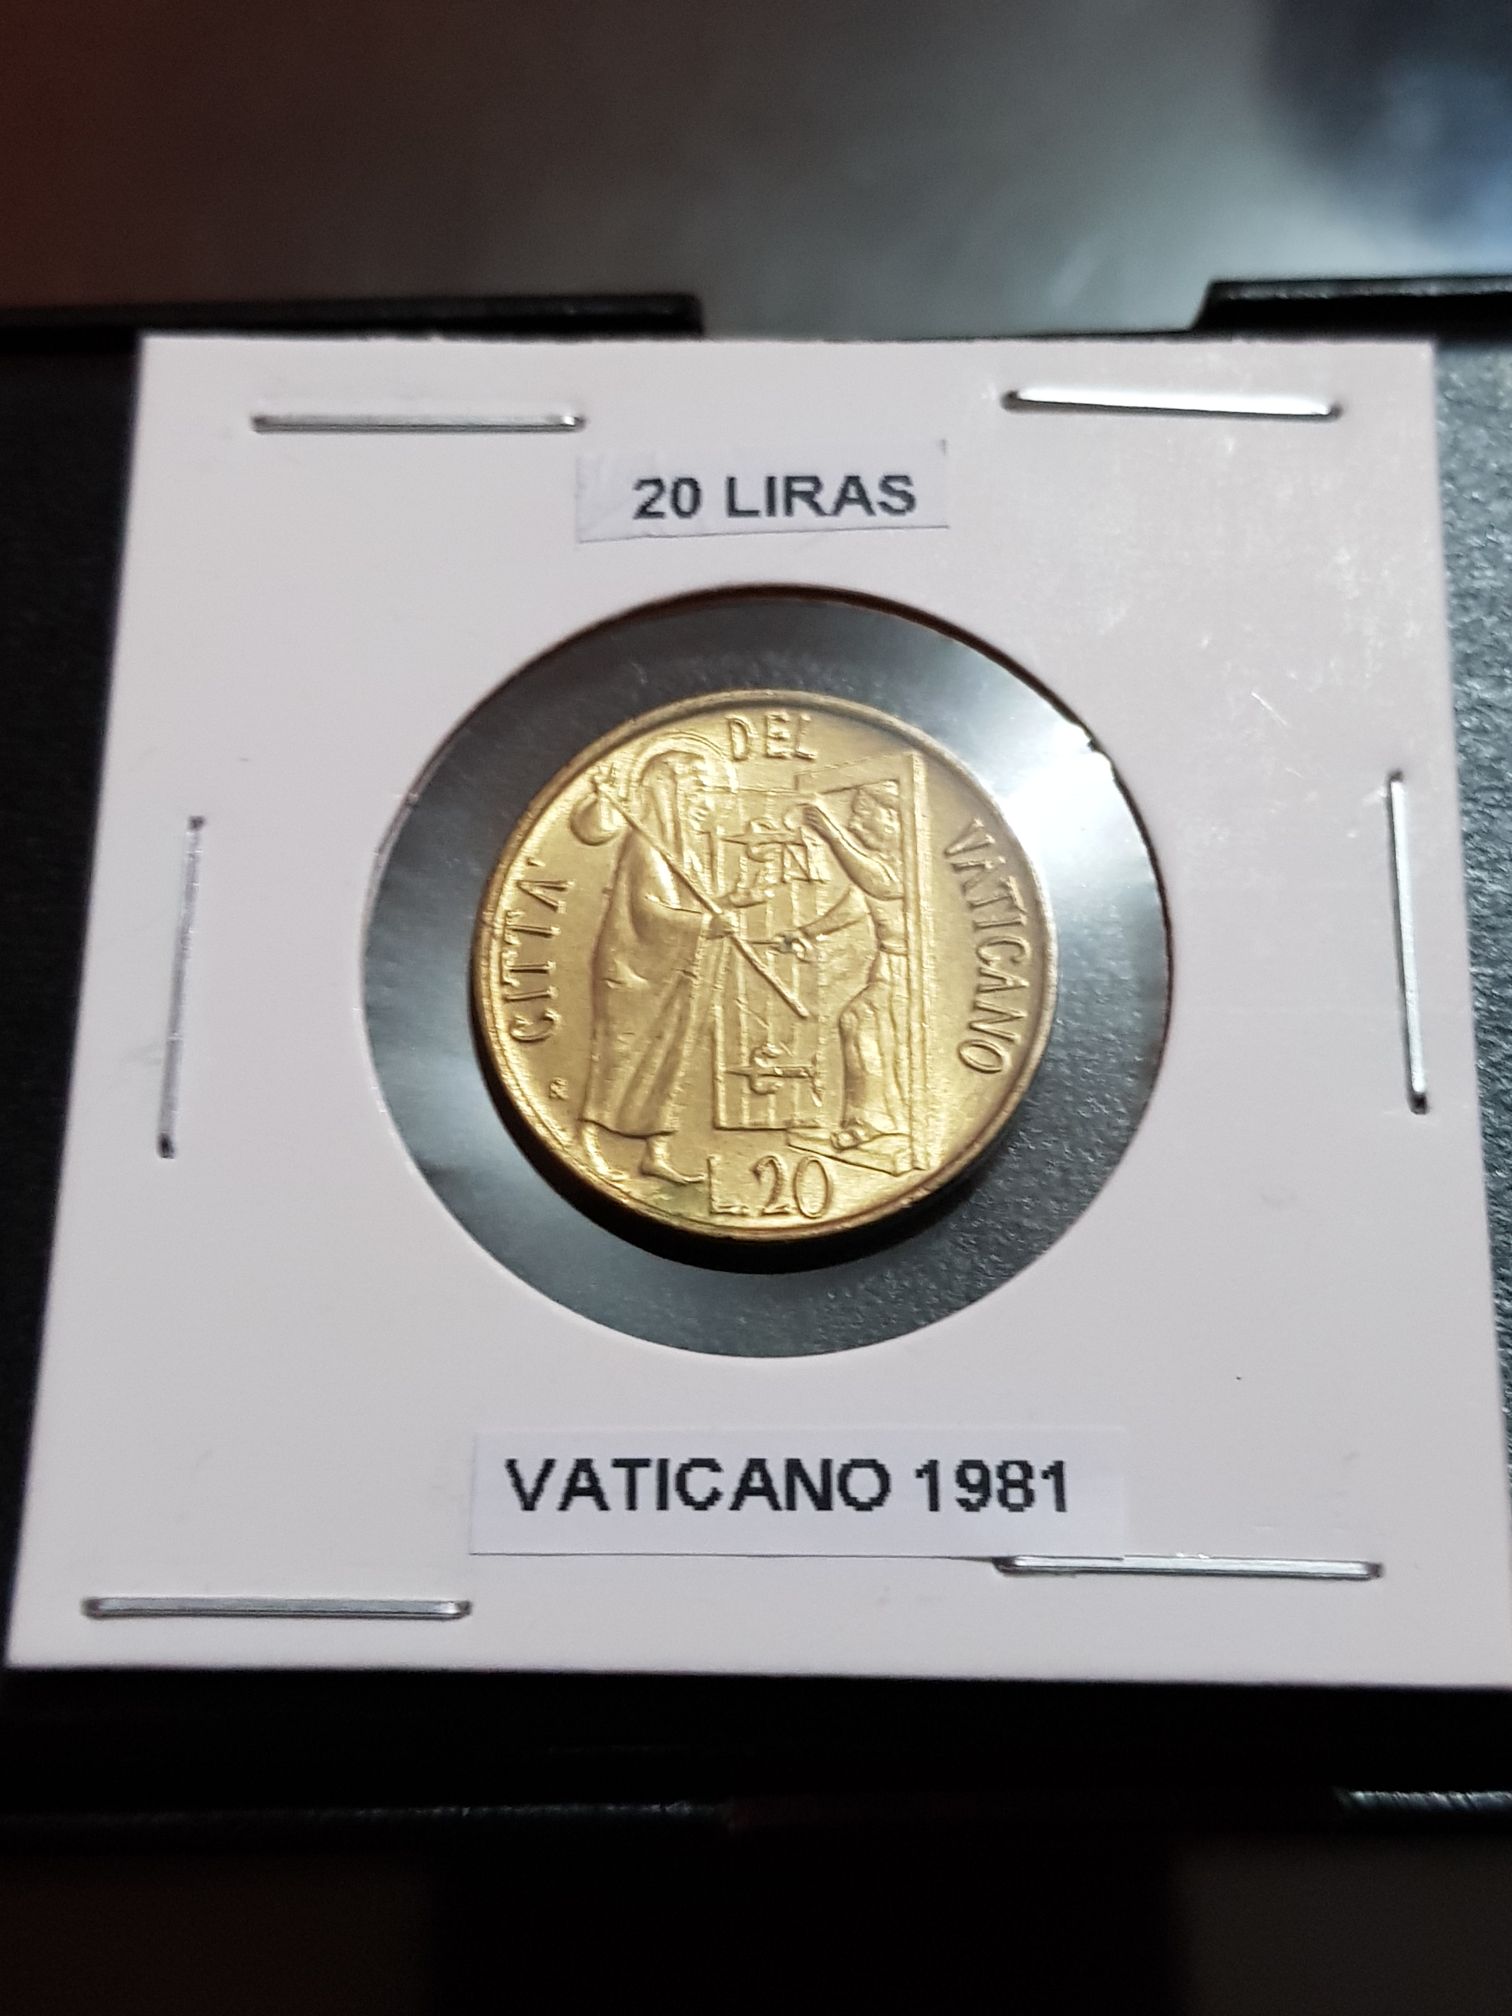 20 LIRAS
CITTA' DEL VATICANO
R
L.20
VATICANO 1981